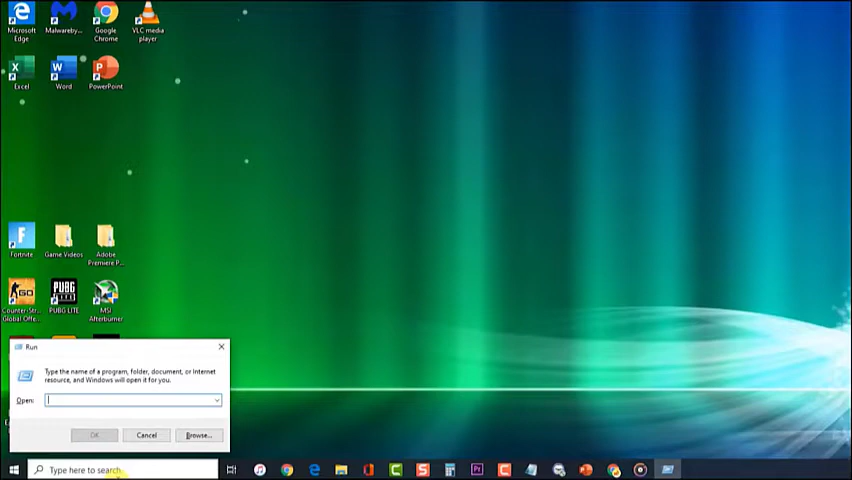 Microsoft Edge
Malwareby...
Google Chrome
VLC media player
Excel
Word
PowerPoint
Fortnite
Game Videos
Adobe Premiere P...
Counter-Str... Global Offe...
PUBG LITE
MSI Afterburner
Run
Type the name of a program, folder, document, or Internet
resource, and Windows will open it for you.
Open:
OK
Cancel
Browse...
Type here to search